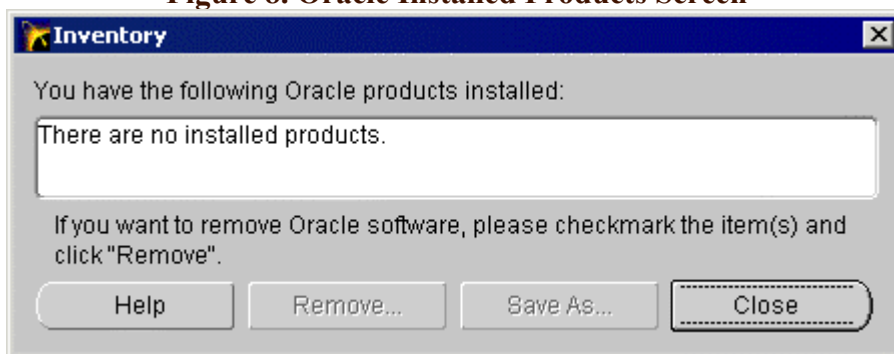 Figure 8. Oracle Installed Products Screen
Inventory
You have the following Oracle products installed:
There are no installed products.
If you want to remove Oracle software, please checkmark the item(s) and
click "Remove".
Help
Remove...
Save As...
Close